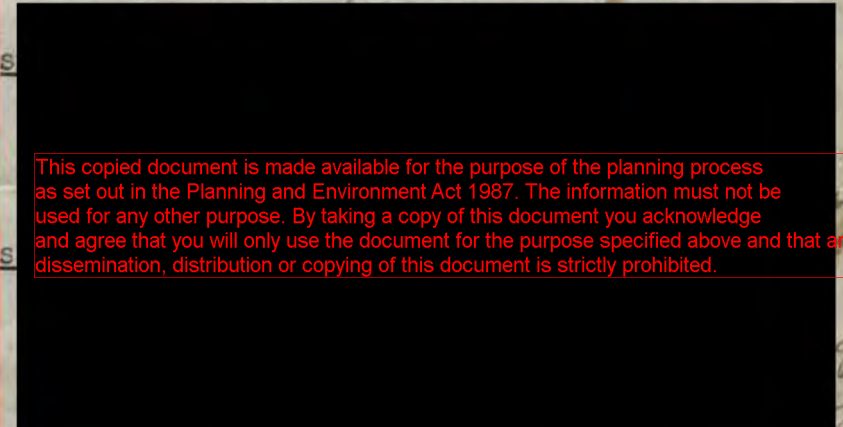 S
This copied document is made available for the purpose of the planning process
as set out in the Planning and Environment Act 1987. The information must not be
used for any other purpose. By taking a copy of this document you acknowledge
and agree that you will only use the document for the purpose specified above and that
S
dissemination, distribution or copying of this document is strictly prohibited.